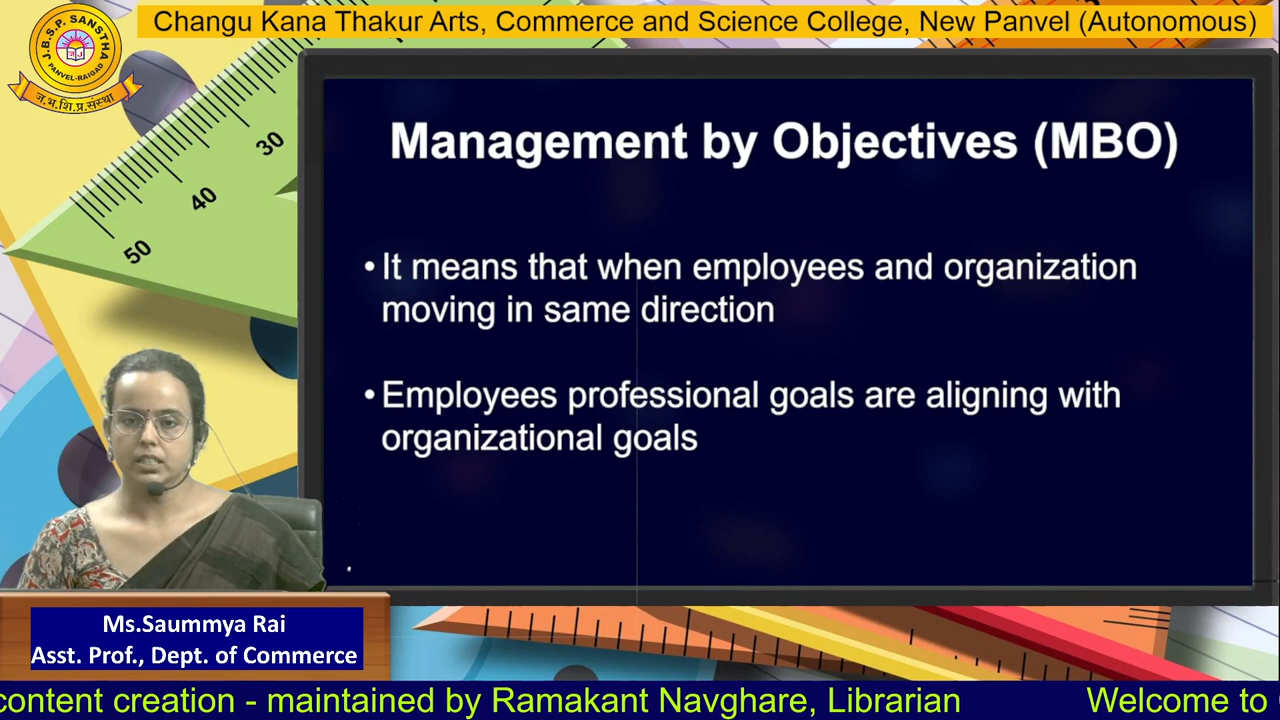 Changu Kana Thakur Arts, Commerce and Science College, New Panvel (Autonomous)
J.B.S.P. SANSTHA
PANVEL-RAIGAD
ज.भ.शि.प्र.संस्था
30
40
50
Management by Objectives (MBO)
• It means that when employees and organization
moving in same direction
• Employees professional goals are aligning with
organizational goals
Ms.Saummya Rai
Asst. Prof., Dept. of Commerce
content creation - maintained by Ramakant Navghare, Librarian
Welcome to